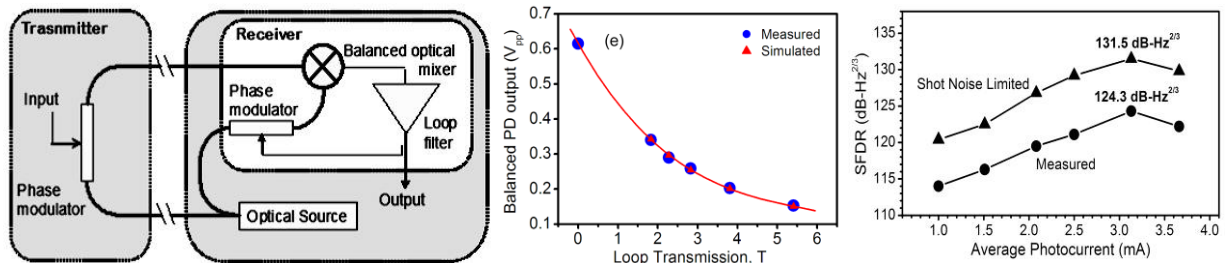 Trasnmitter
Receiver
Balanced optical
mixer
Input
Phase
modulator
Loop
filter
Phase
modulator
Optical Source
Output
(e)
Measured
Simulated
Balanced PD output (Vpp)
0.6
0.5
0.4
0.3
0.2
0.1
0 1 2 3 4 5 6
Loop Transmission, T
131.5 dB-Hz2/3
Shot Noise Limited
124.3 dB-Hz2/3
Measured
SFDR (dB-Hz2/3)
135
130
125
120
115
110
1.0 1.5 2.0 2.5 3.0 3.5 4.0
Average Photocurrent (mA)